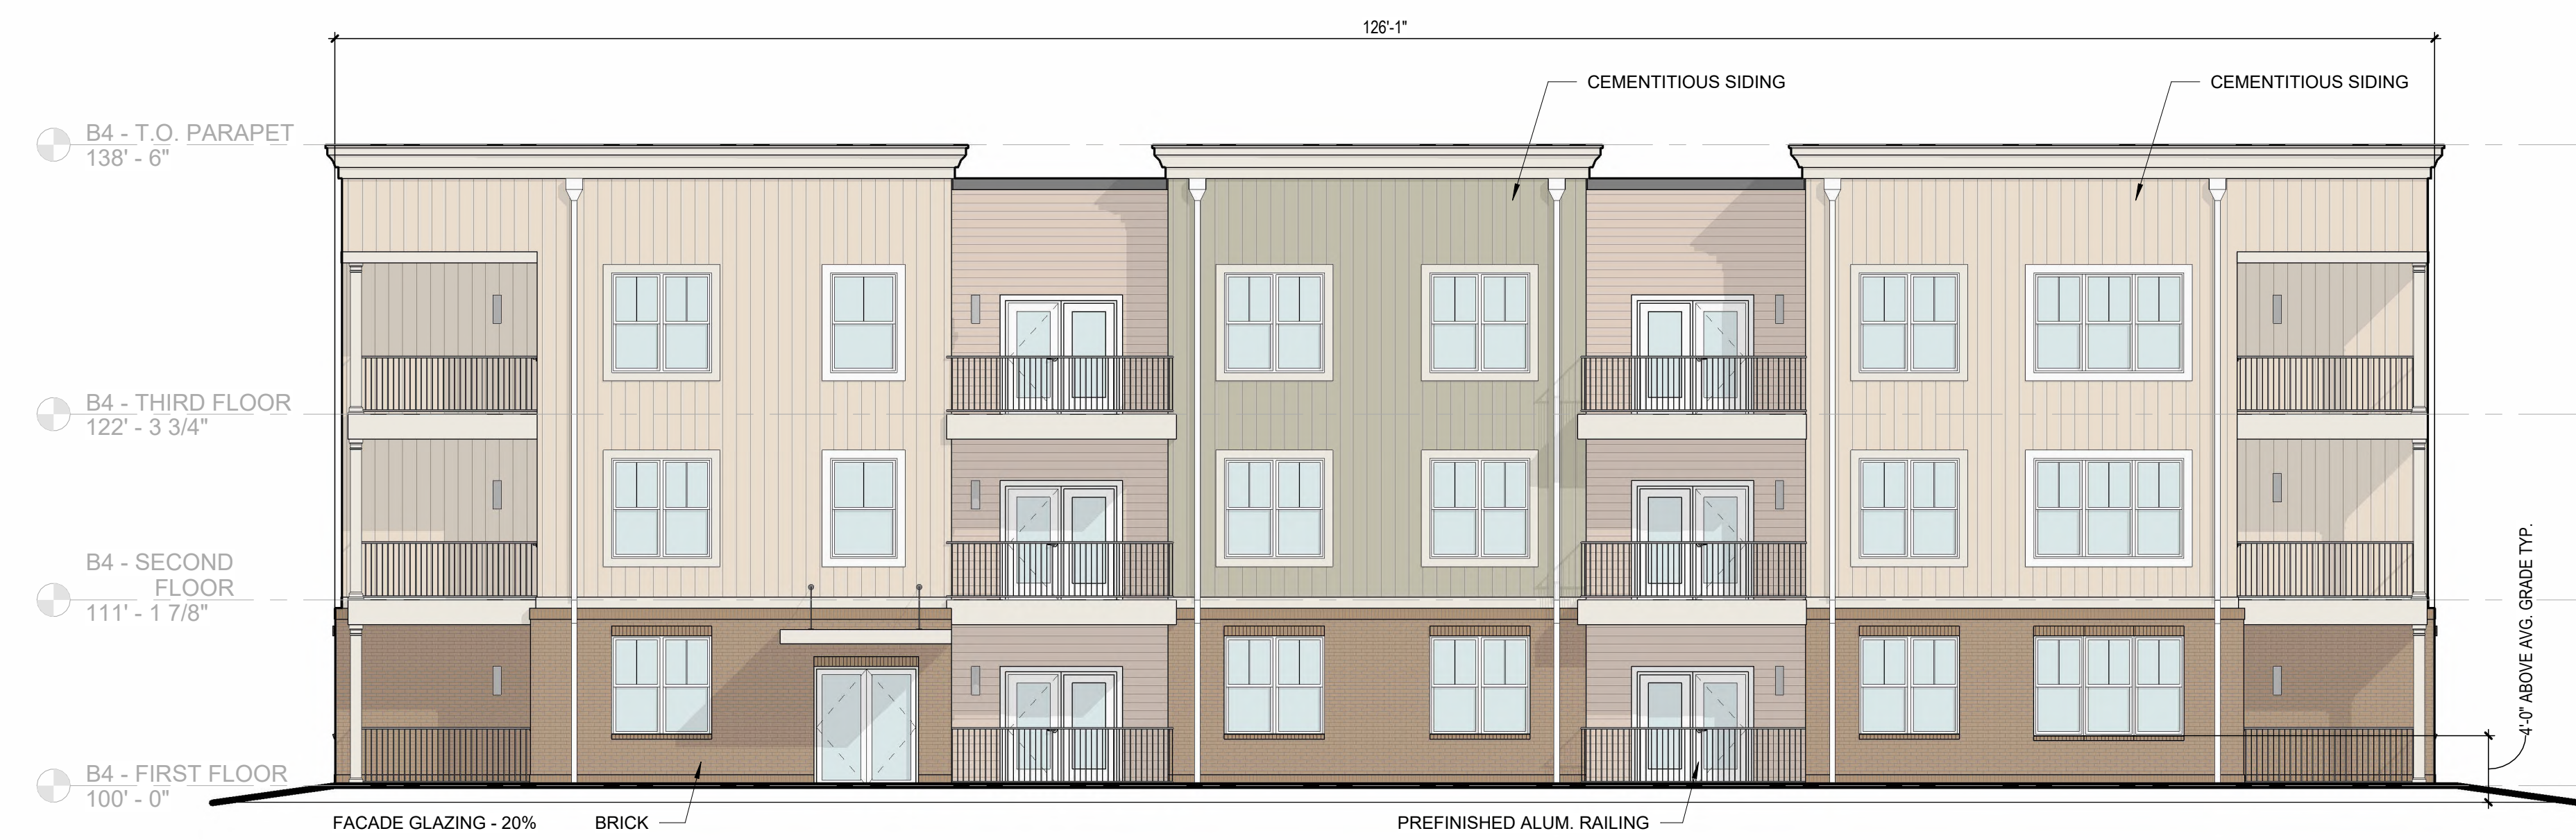 126'-1"
CEMENTITIOUS SIDING
CEMENTITIOUS SIDING
B4 - T.O. PARAPET
138' - 6"
B4 - THIRD FLOOR
122' - 3 3/4"
B4 - SECOND
FLOOR
111' - 1 7/8"
4'-0" ABOVE AVG. GRADE TYP.
B4 - FIRST FLOOR
100' - 0"
FACADE GLAZING - 20%
BRICK
PREFINISHED ALUM. RAILING